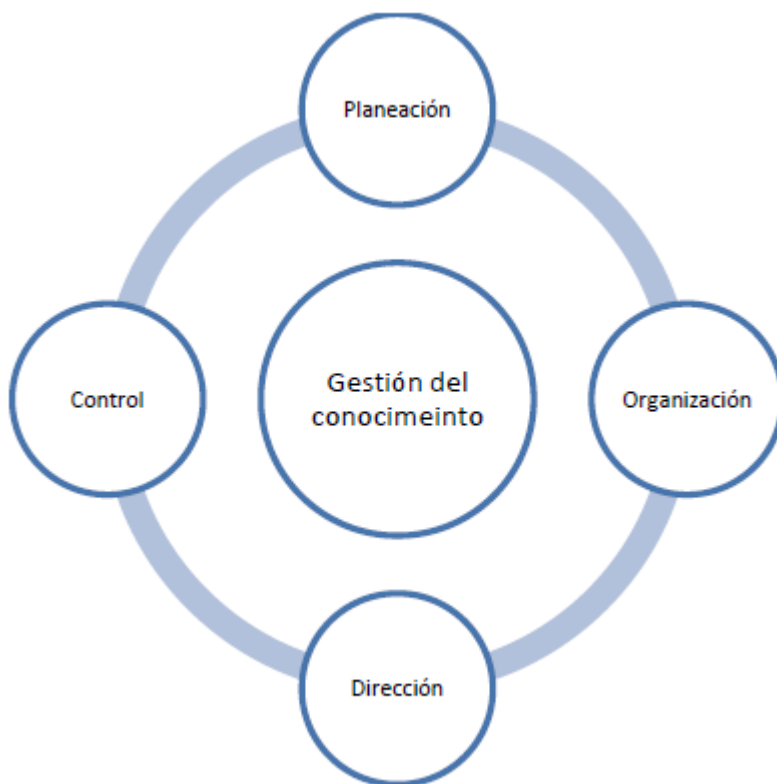 Planeación
Control
Gestión del
conocimeinto
Organización
Dirección